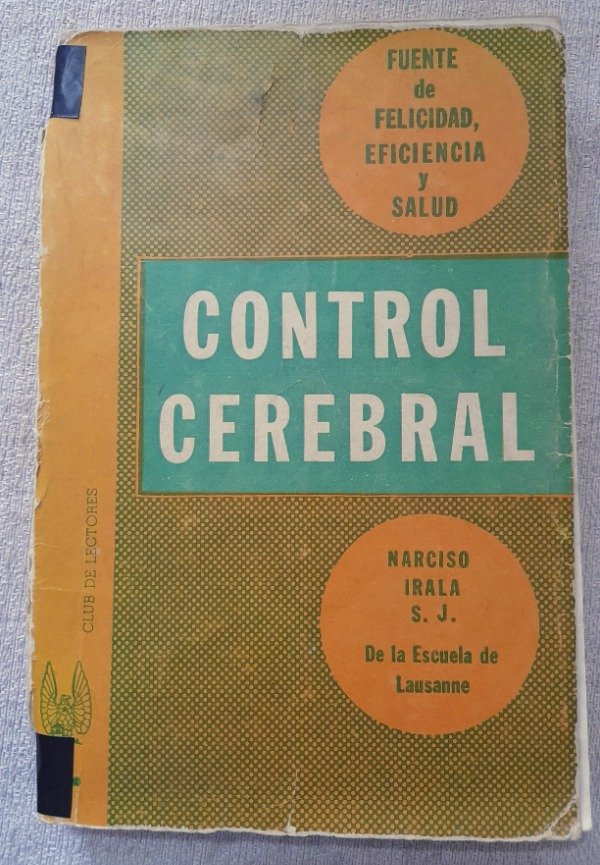 FUENTE
de
FELICIDAD,
EFICIENCIA
y
SALUD
CONTROL
CEREBRAL
NARCISO
IRALA
S. J.
De la Escuela de
Lausanne
CLUB DE LECTORES